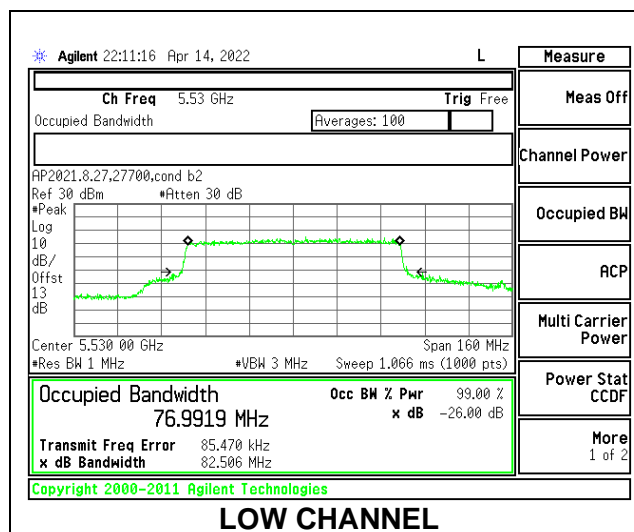 Agilent 22:11:16 Apr 14, 2022 L Measure
Ch Freq 5.53 GHz Trig Free
Occupied Bandwidth Averages: 100
Meas Off
Channel Power
AP2021.8.27,27700,cond b2
Ref 30 dBm #Atten 30 dB
#Peak
Log
10
dB/
Offst
13
dB
Occupied BW
ACP
Multi Carrier
Power
Center 5.530 00 GHz Span 160 MHz
#Res BW 1 MHz #VBW 3 MHz Sweep 1.066 ms (1000 pts)
Occupied Bandwidth Occ BW % Pwr 99.00 %
76.9919 MHz x dB -26.00 dB
Transmit Freq Error 85.470 kHz
x dB Bandwidth 82.506 MHz
Power Stat
CCDF
More
1 of 2
Copyright 2000-2011 Agilent Technologies
LOW CHANNEL